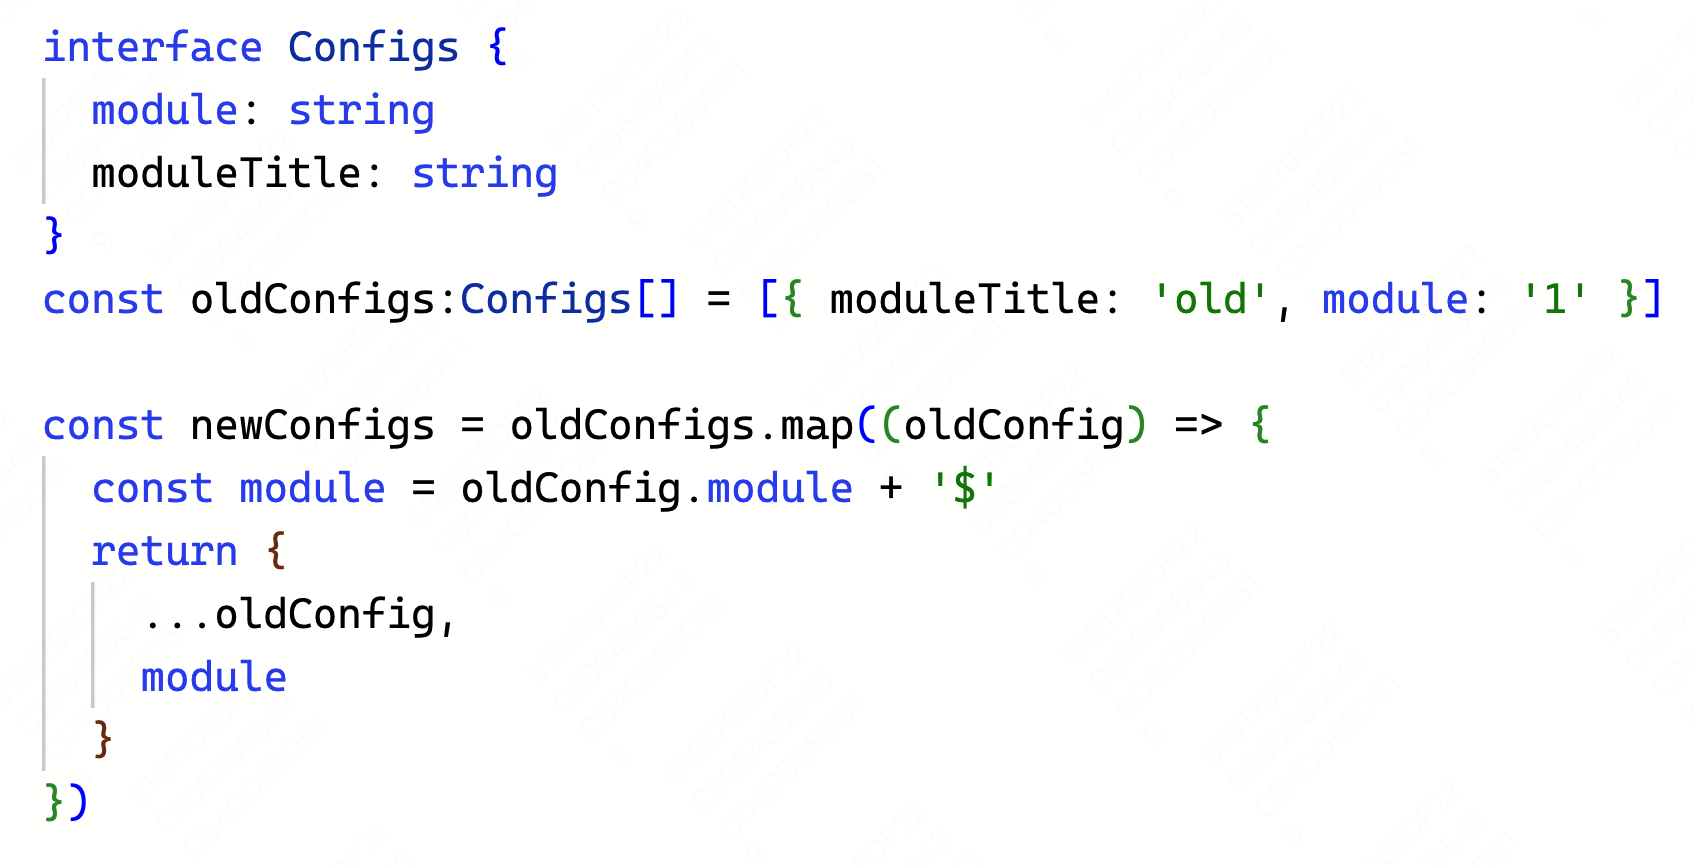 interface Configs {
  module: string
  moduleTitle: string
}
const oldConfigs:Configs[] = [{ moduleTitle: 'old', module: '1' }]

const newConfigs = oldConfigs.map((oldConfig) => {
  const module = oldConfig.module + '$'
  return {
    ...oldConfig,
    module
  }
})